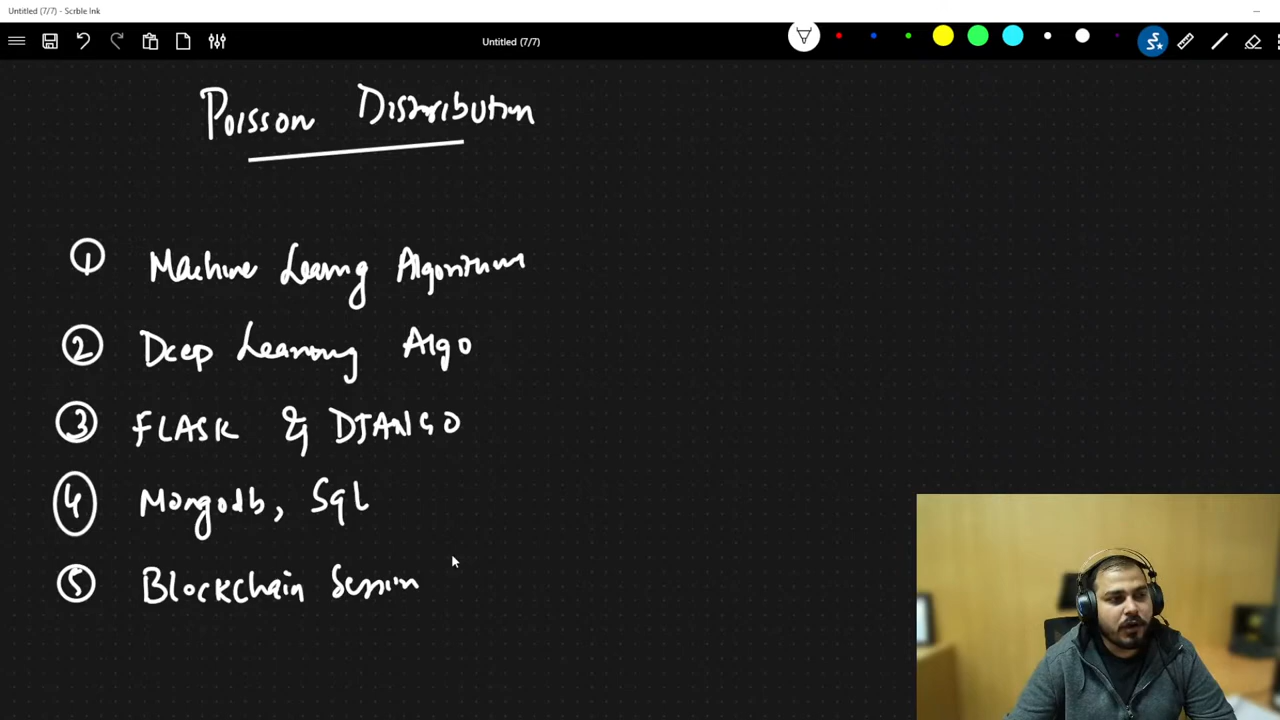 Untitled (7/7) - Scrble Ink
Untitled (7/7)
Poisson Distribution
1 Machine Learning Algorithms
2 Deep Learning Algo
3 FLASK & DJANGO
4 Mongodb, Sql
5 Blockchain Session